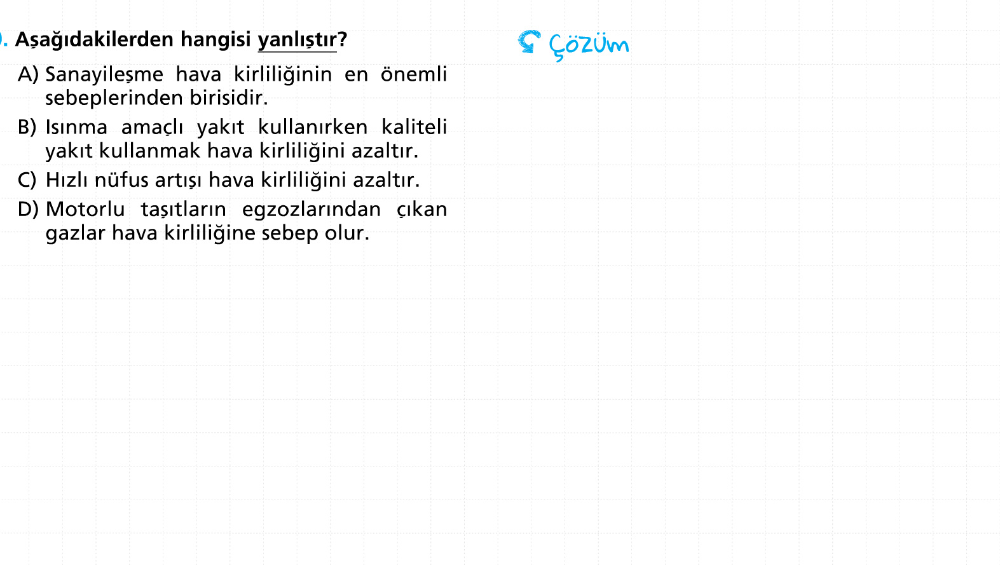 . Aşağıdakilerden hangisi yanlıştır?
A) Sanayileşme hava kirliliğinin en önemli
sebeplerinden birisidir.
B) Isınma amaçlı yakıt kullanırken kaliteli
yakıt kullanmak hava kirliliğini azaltır.
C) Hızlı nüfus artışı hava kirliliğini azaltır.
D) Motorlu taşıtların egzozlarından çıkan
gazlar hava kirliliğine sebep olur.
Çözüm